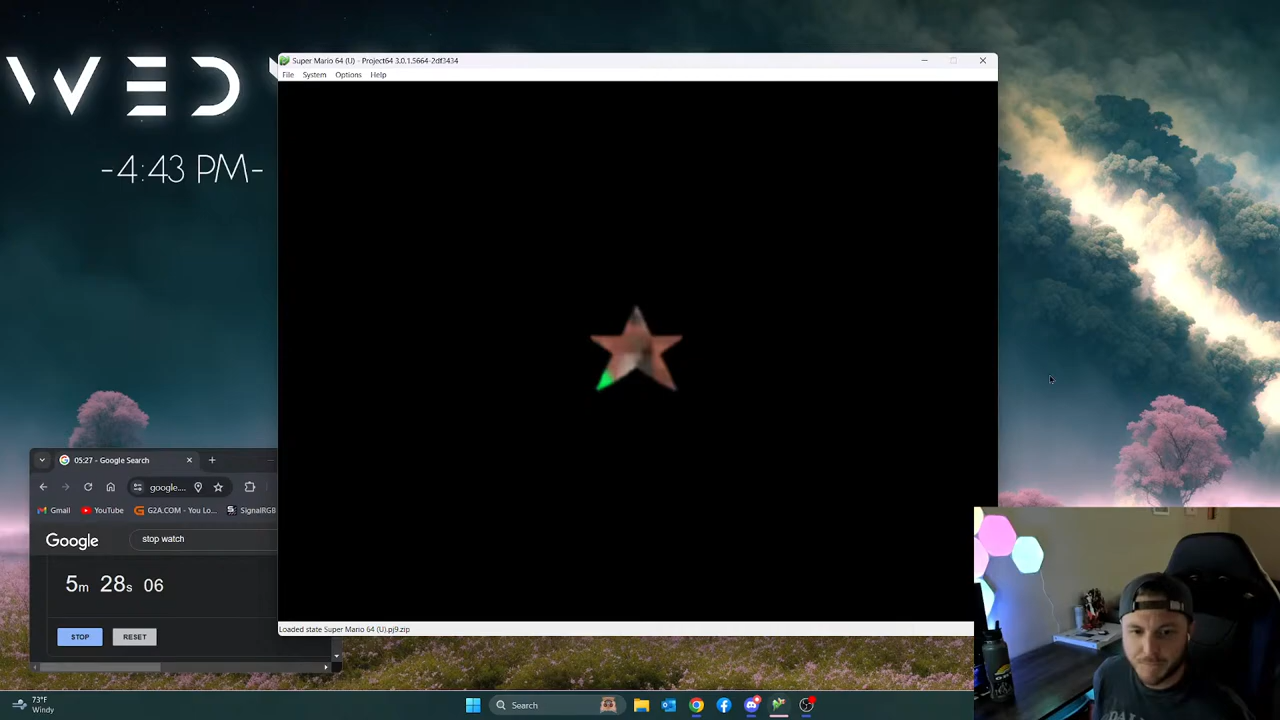 WED
-4:43 PM-
Super Mario 64 (U) - Project64 3.0.1.5664-2df3434
File System Options Help
05:27 - Google Search
google....
Gmail YouTube G2A.COM - You Lo... SignalRGB
Google
stop watch
5m 28s 06
STOP RESET
Loaded state Super Mario 64 (U).pj9.zip
73°F
Windy
Search